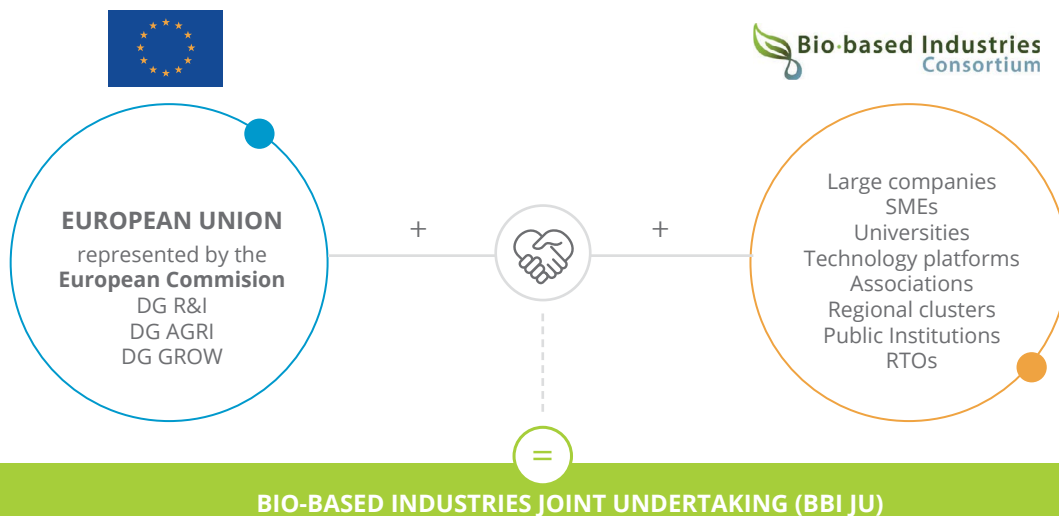 Bio-based Industries
Consortium
EUROPEAN UNION
represented by the
European Commision
DG R&I
DG AGRI
DG GROW
+
+
Large companies
SMEs
Universities
Technology platforms
Associations
Regional clusters
Public Institutions
RTOs
=
BIO-BASED INDUSTRIES JOINT UNDERTAKING (BBI JU)